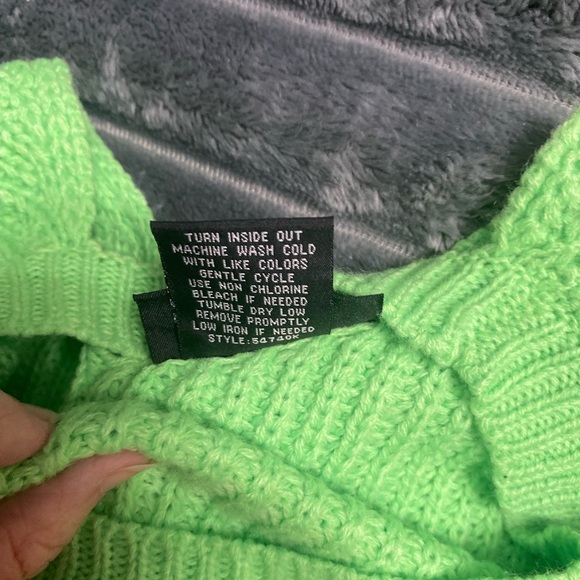 TURN INSIDE OUT
MACHINE WASH COLD
WITH LIKE COLORS
GENTLE CYCLE
USE NON CHLORINE
BLEACH IF NEEDED
TUMBLE DRY LOW
REMOVE PROMPTLY
LOW IRON IF NEEDED
STYLE:54740K